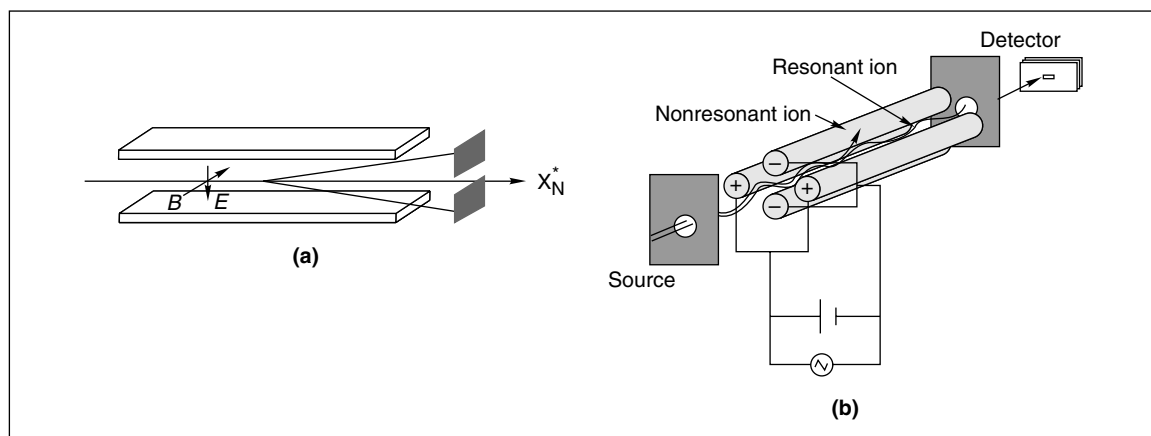 B
E
X*N
(a)
Detector
Resonant ion
Nonresonant ion
−
+
+
−
Source
(b)